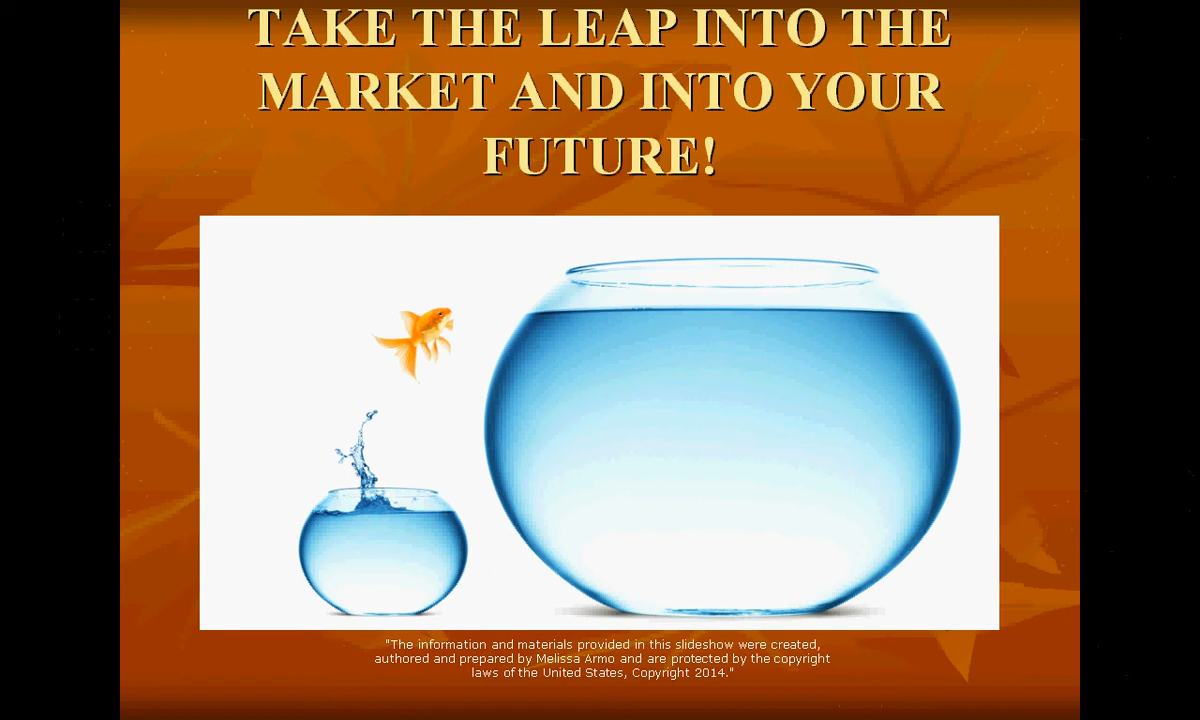 TAKE THE LEAP INTO THE
MARKET AND INTO YOUR
FUTURE!
"The information and materials provided in this slideshow were created,
authored and prepared by Melissa Armo and are protected by the copyright
laws of the United States, Copyright 2014."